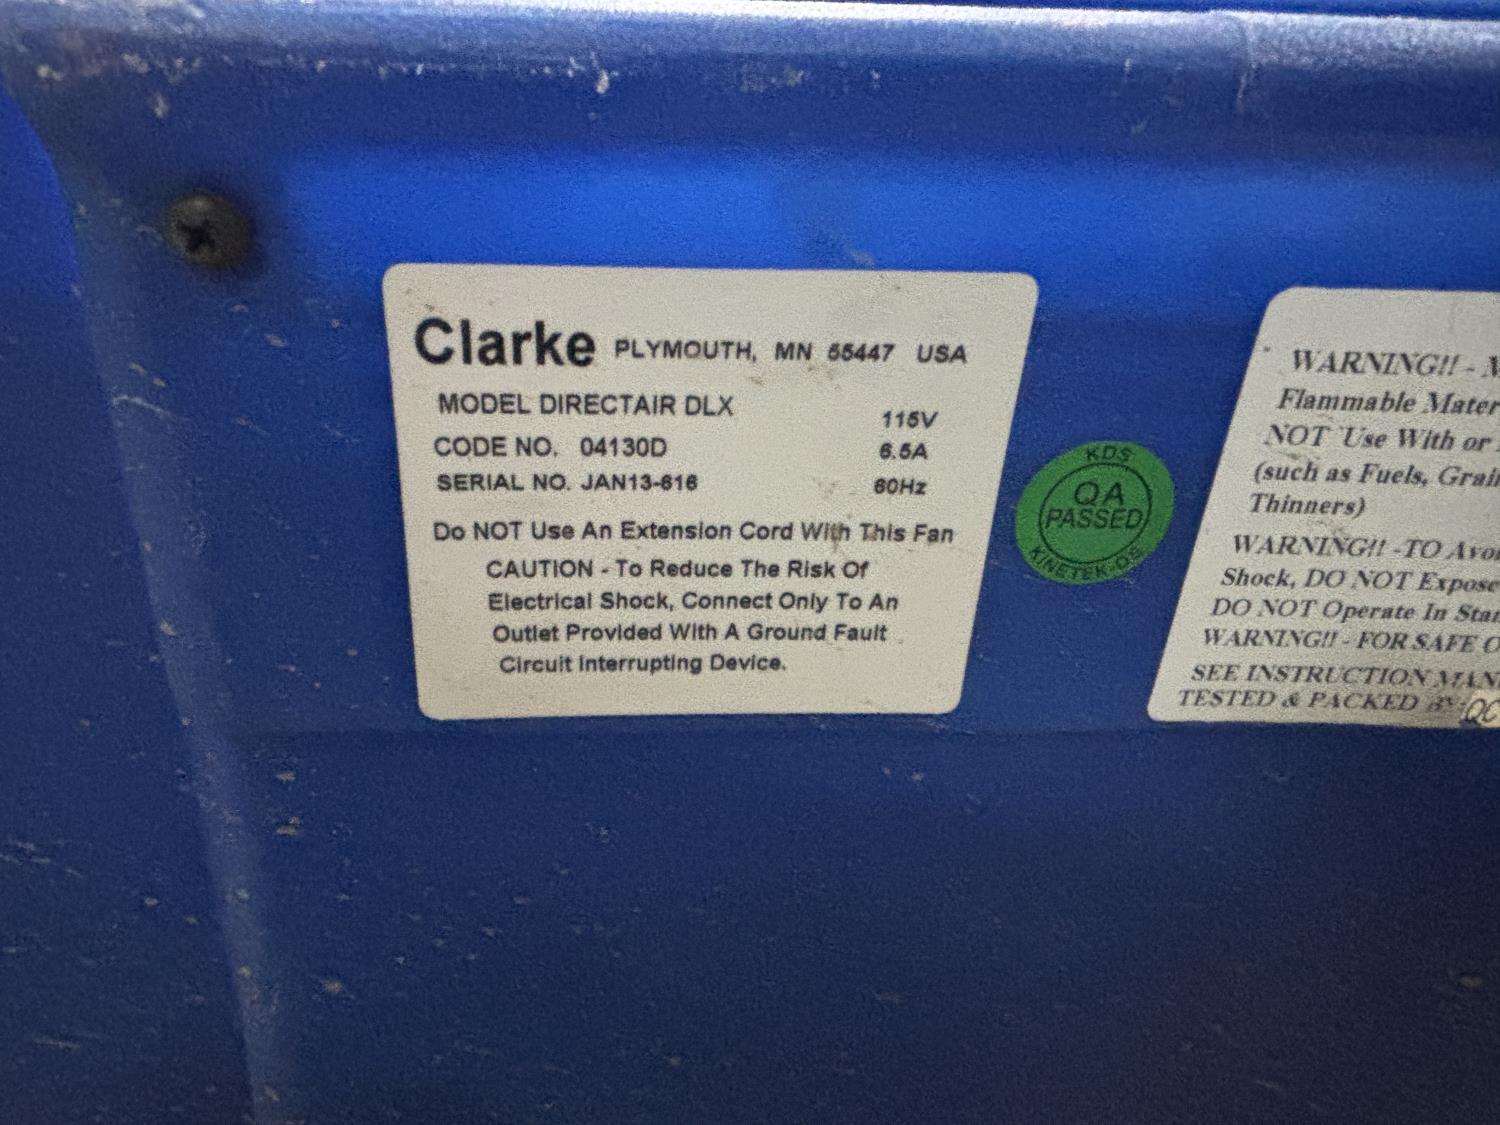 Clarke PLYMOUTH, MN 55447 USA
MODEL DIRECTAIR DLX
115V
CODE NO. 04130D
6.5A
SERIAL NO. JAN13-616
60Hz
Do NOT Use An Extension Cord With This Fan
CAUTION - To Reduce The Risk Of
Electrical Shock, Connect Only To An
Outlet Provided With A Ground Fault
Circuit Interrupting Device.
KDS
QA
PASSED
KINETEK-DS
WARNING!! -
Flammable
NOT Use With or
(such as Fuels,
Thinners)
WARNING!! -TO
Shock, DO NOT Expose
DO NOT Operate In
WARNING!! - FOR SAFE
SEE INSTRUCTION
TESTED & PACKED BY:
QC